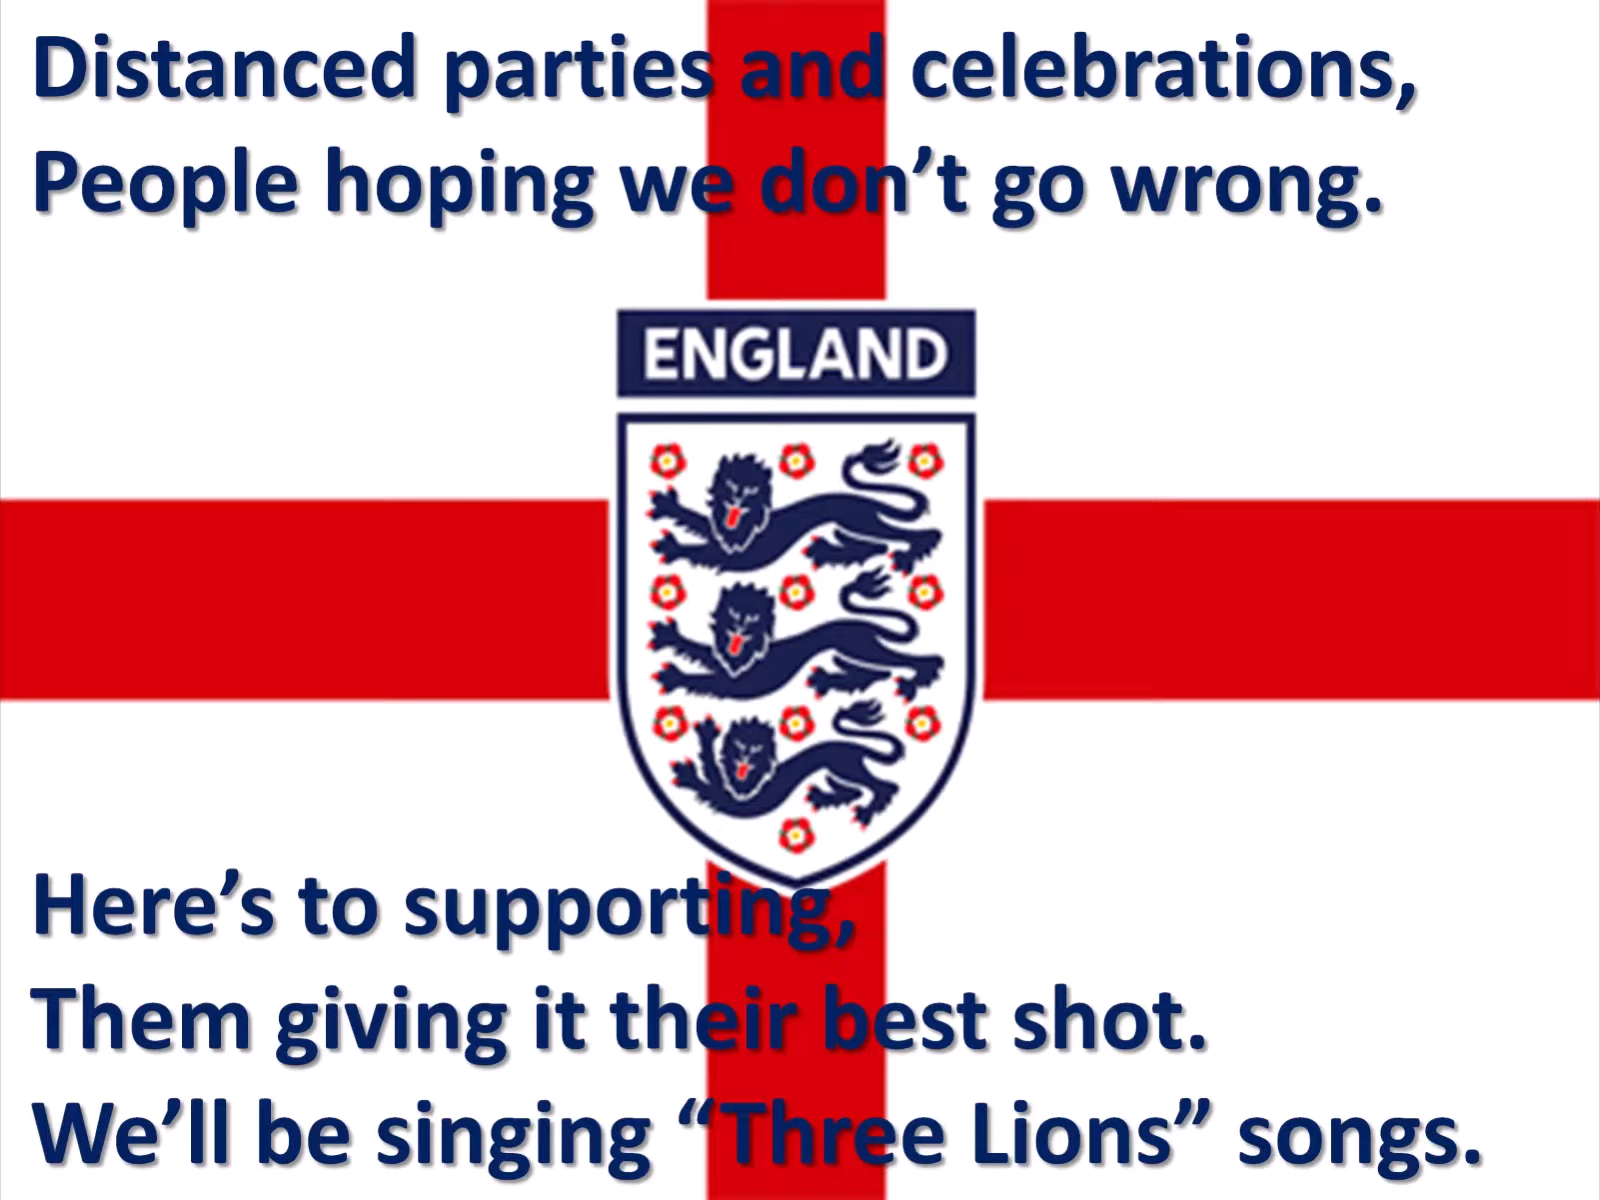 Distanced parties and celebrations,
People hoping we don’t go wrong.
ENGLAND
Here’s to supporting,
Them giving it their best shot.
We’ll be singing “Three Lions” songs.